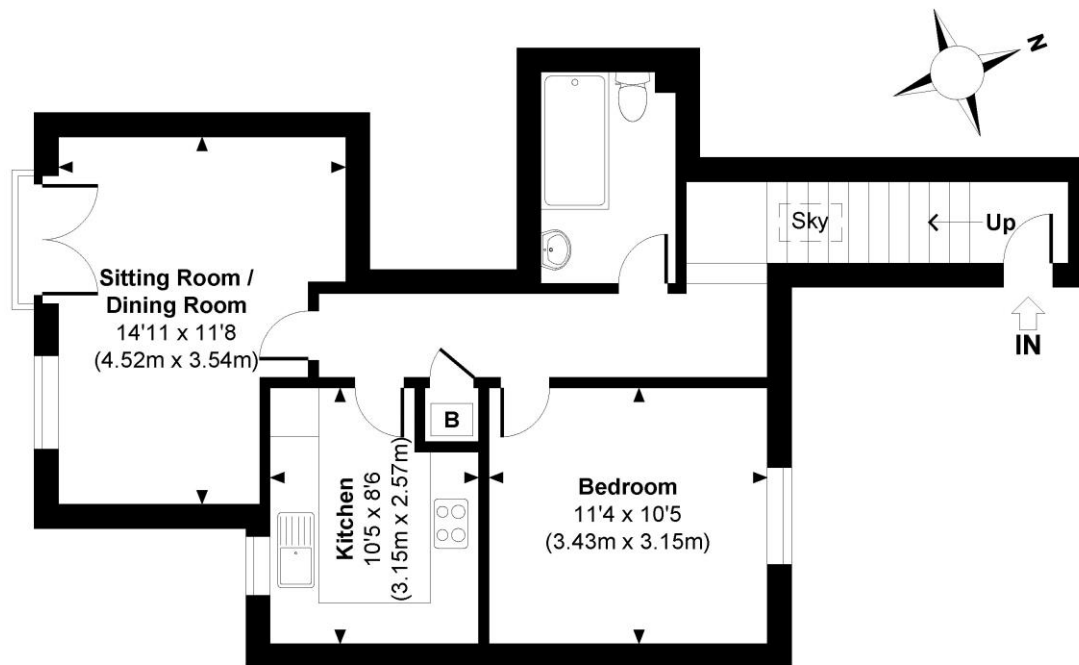 N
Sky
Up
IN
Sitting Room /
Dining Room
14'11 x 11'8
(4.52m x 3.54m)
B
Kitchen
10'5 x 8'6
(3.15m x 2.57m)
Bedroom
11'4 x 10'5
(3.43m x 3.15m)